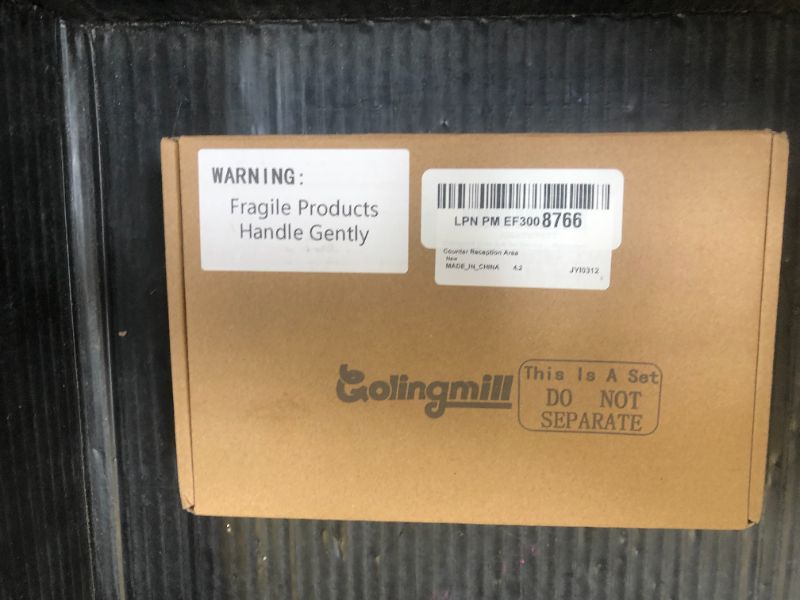 WARNING:
Fragile Products
Handle Gently
LPN PM EF300 8766
Counter Reception Area
New
MADE_IN_CHINA 4.2 JYI0312
Golingmill
This Is A Set
DO NOT
SEPARATE